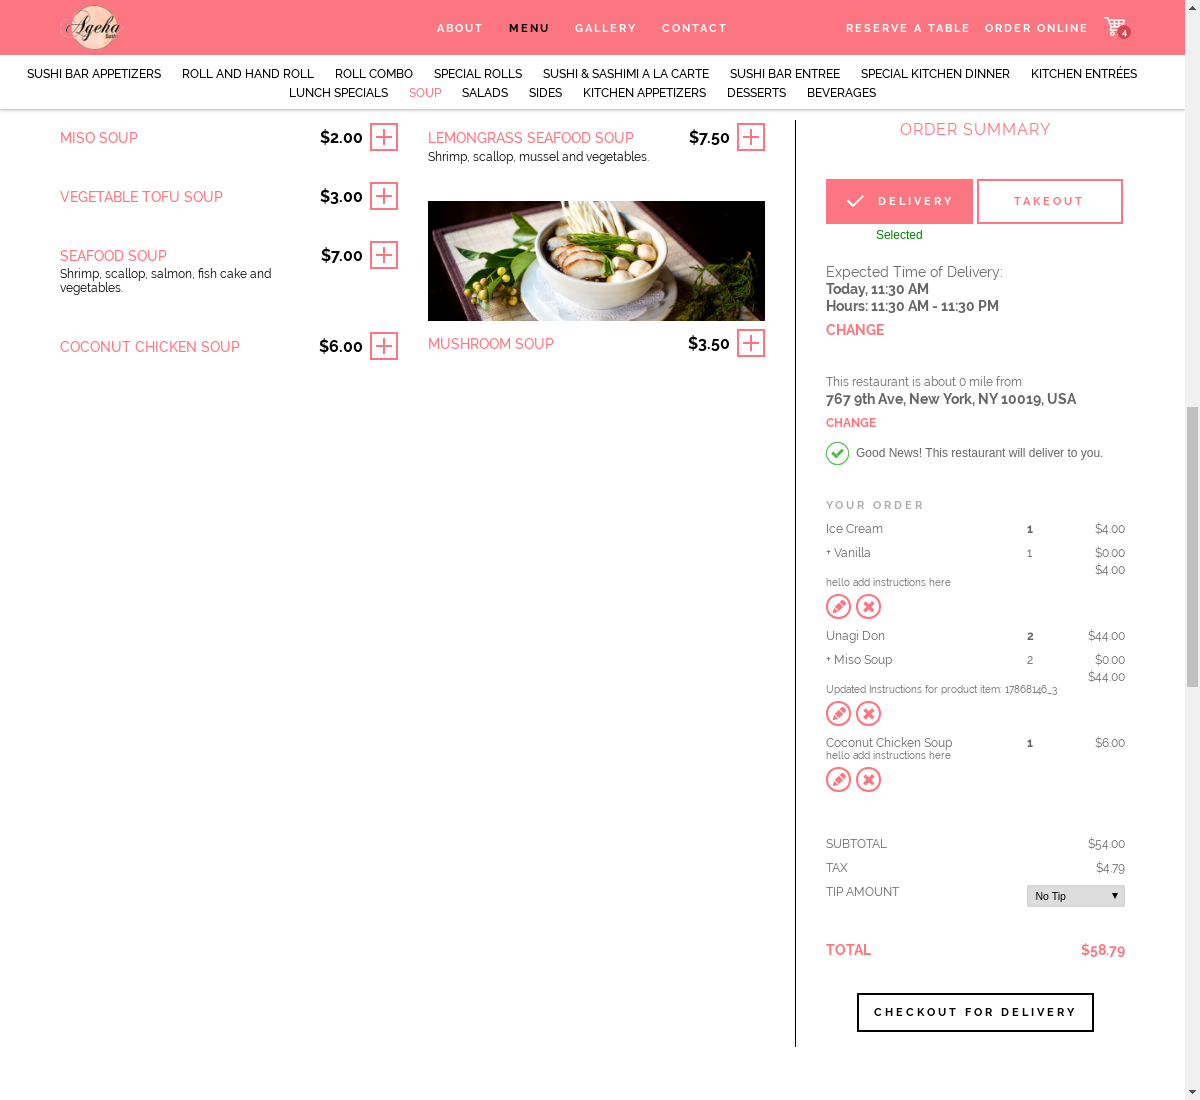 Ageha
ABOUT MENU GALLERY CONTACT RESERVE A TABLE ORDER ONLINE 4
SUSHI BAR APPETIZERS ROLL AND HAND ROLL ROLL COMBO SPECIAL ROLLS SUSHI & SASHIMI A LA CARTE SUSHI BAR ENTREE SPECIAL KITCHEN DINNER KITCHEN ENTRÉES
LUNCH SPECIALS SOUP SALADS SIDES KITCHEN APPETIZERS DESSERTS BEVERAGES
MISO SOUP $2.00
VEGETABLE TOFU SOUP $3.00
SEAFOOD SOUP $7.00
Shrimp, scallop, salmon, fish cake and
vegetables.
COCONUT CHICKEN SOUP $6.00
LEMONGRASS SEAFOOD SOUP $7.50
Shrimp, scallop, mussel and vegetables.
MUSHROOM SOUP $3.50
ORDER SUMMARY
DELIVERY TAKEOUT
Selected
Expected Time of Delivery:
Today, 11:30 AM
Hours: 11:30 AM - 11:30 PM
CHANGE
This restaurant is about 0 mile from
767 9th Ave, New York, NY 10019, USA
CHANGE
Good News! This restaurant will deliver to you.
YOUR ORDER
Ice Cream 1 $4.00
+ Vanilla 1 $0.00
$4.00
hello add instructions here
Unagi Don 2 $44.00
+ Miso Soup 2 $0.00
$44.00
Updated Instructions for product item: 17868146_3
Coconut Chicken Soup 1 $6.00
hello add instructions here
SUBTOTAL $54.00
TAX $4.79
TIP AMOUNT No Tip
TOTAL $58.79
CHECKOUT FOR DELIVERY